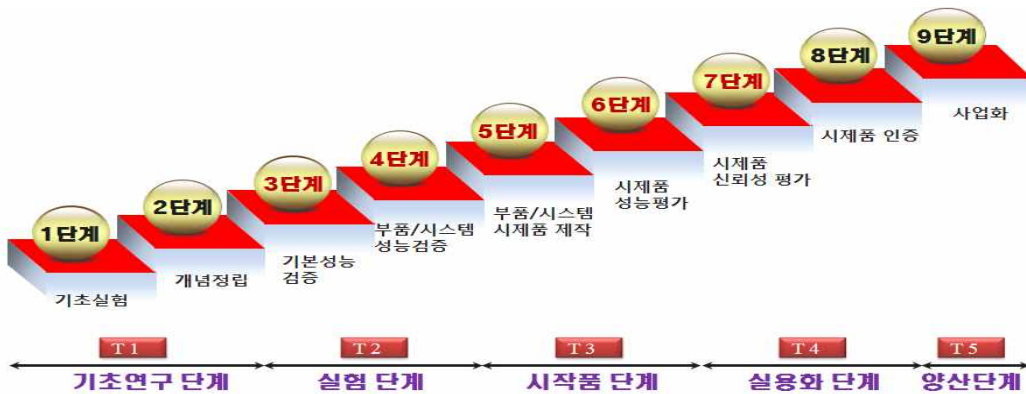 1단계
2단계
3단계
4단계
5단계
6단계
7단계
8단계
9단계
기초실험
개념정립
기본성능
검증
부품/시스템
성능검증
부품/시스템
시제품 제작
시제품
성능평가
시제품
신뢰성 평가
시제품 인증
사업화
T1
T2
T3
T4
T5
기초연구 단계
실험 단계
시작품 단계
실용화 단계
양산단계